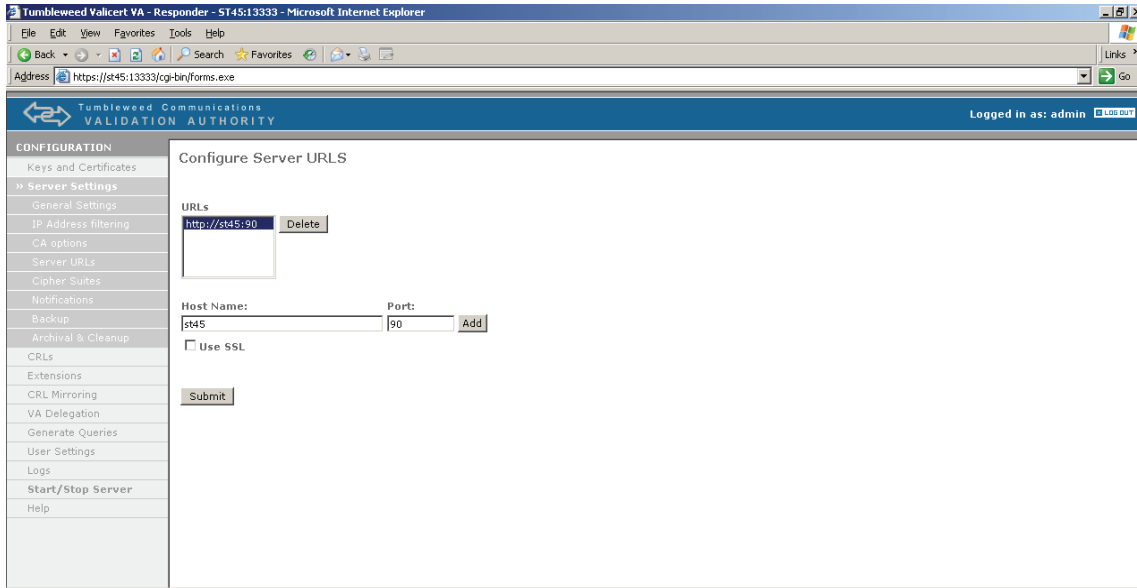 Tumbleweed Valicert VA - Responder - ST45:13333 - Microsoft Internet Explorer
File Edit View Favorites Tools Help
Back Search Favorites Links »
Address https://st45:13333/cgi-bin/forms.exe Go
Tumbleweed Communications
VALIDATION AUTHORITY
Logged in as: admin LOG OUT
CONFIGURATION
Keys and Certificates
» Server Settings
General Settings
IP Address filtering
CA options
Server URLs
Cipher Suites
Notifications
Backup
Archival & Cleanup
CRLs
Extensions
CRL Mirroring
VA Delegation
Generate Queries
User Settings
Logs
Start/Stop Server
Help
Configure Server URLS
URLs
http://st45:90 Delete
Host Name: Port:
st45 90 Add
Use SSL
Submit